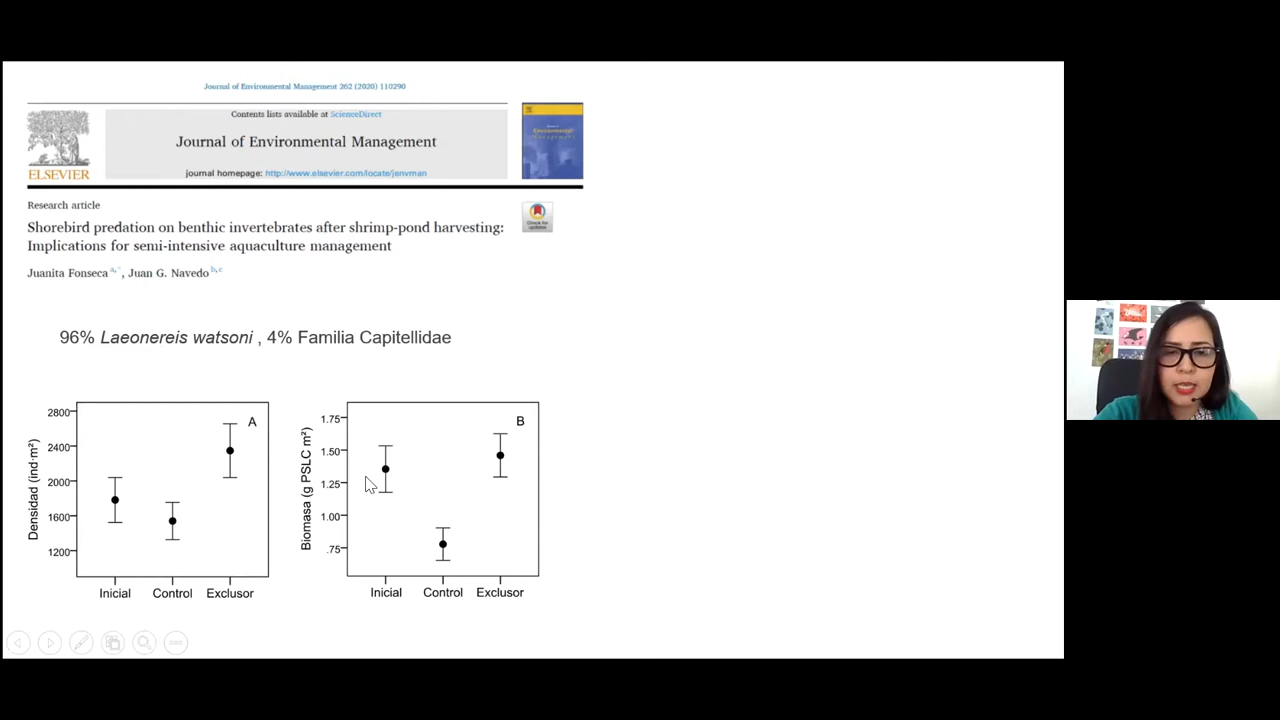 Journal of Environmental Management 262 (2020) 110290
Contents lists available at ScienceDirect
Journal of Environmental Management
ELSEVIER
journal homepage: http://www.elsevier.com/locate/jenvman
Research article
Shorebird predation on benthic invertebrates after shrimp-pond harvesting:
Implications for semi-intensive aquaculture management
Check for
updates
Juanita Fonseca a,*, Juan G. Navedo b,c
96% Laeonereis watsoni , 4% Familia Capitellidae
Densidad (ind·m²)
2800
2400
2000
1600
1200
A
Inicial Control Exclusor
Biomasa (g PSLC m²)
1.75
1.50
1.25
1.00
.75
B
Inicial Control Exclusor